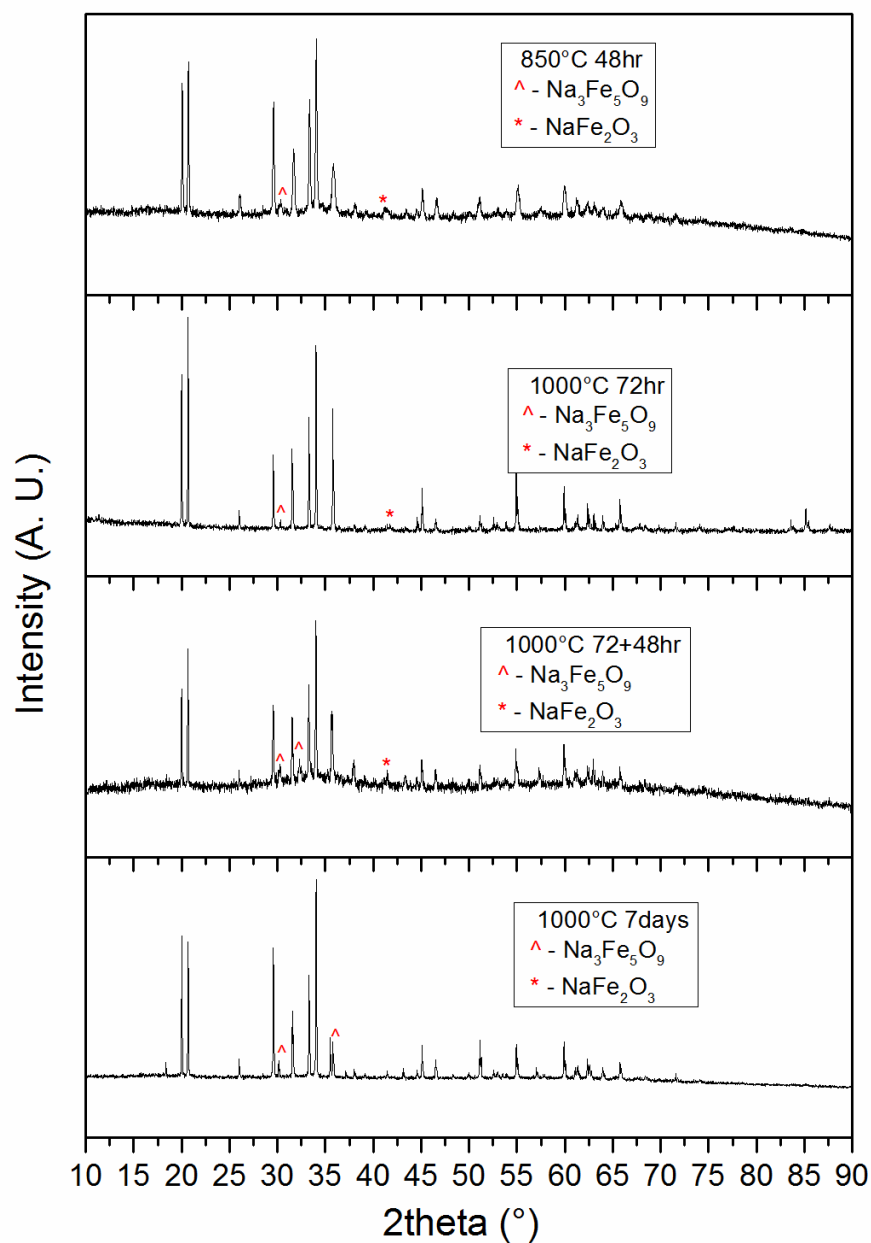 850°C 48hr
^ - Na₃Fe₅O₉
* - NaFe₂O₃
^
*
1000°C 72hr
^ - Na₃Fe₅O₉
* - NaFe₂O₃
^
*
1000°C 72+48hr
^ - Na₃Fe₅O₉
* - NaFe₂O₃
^ ^
*
1000°C 7days
^ - Na₃Fe₅O₉
* - NaFe₂O₃
^
^
Intensity (A. U.)
10 15 20 25 30 35 40 45 50 55 60 65 70 75 80 85 90
2theta (°)